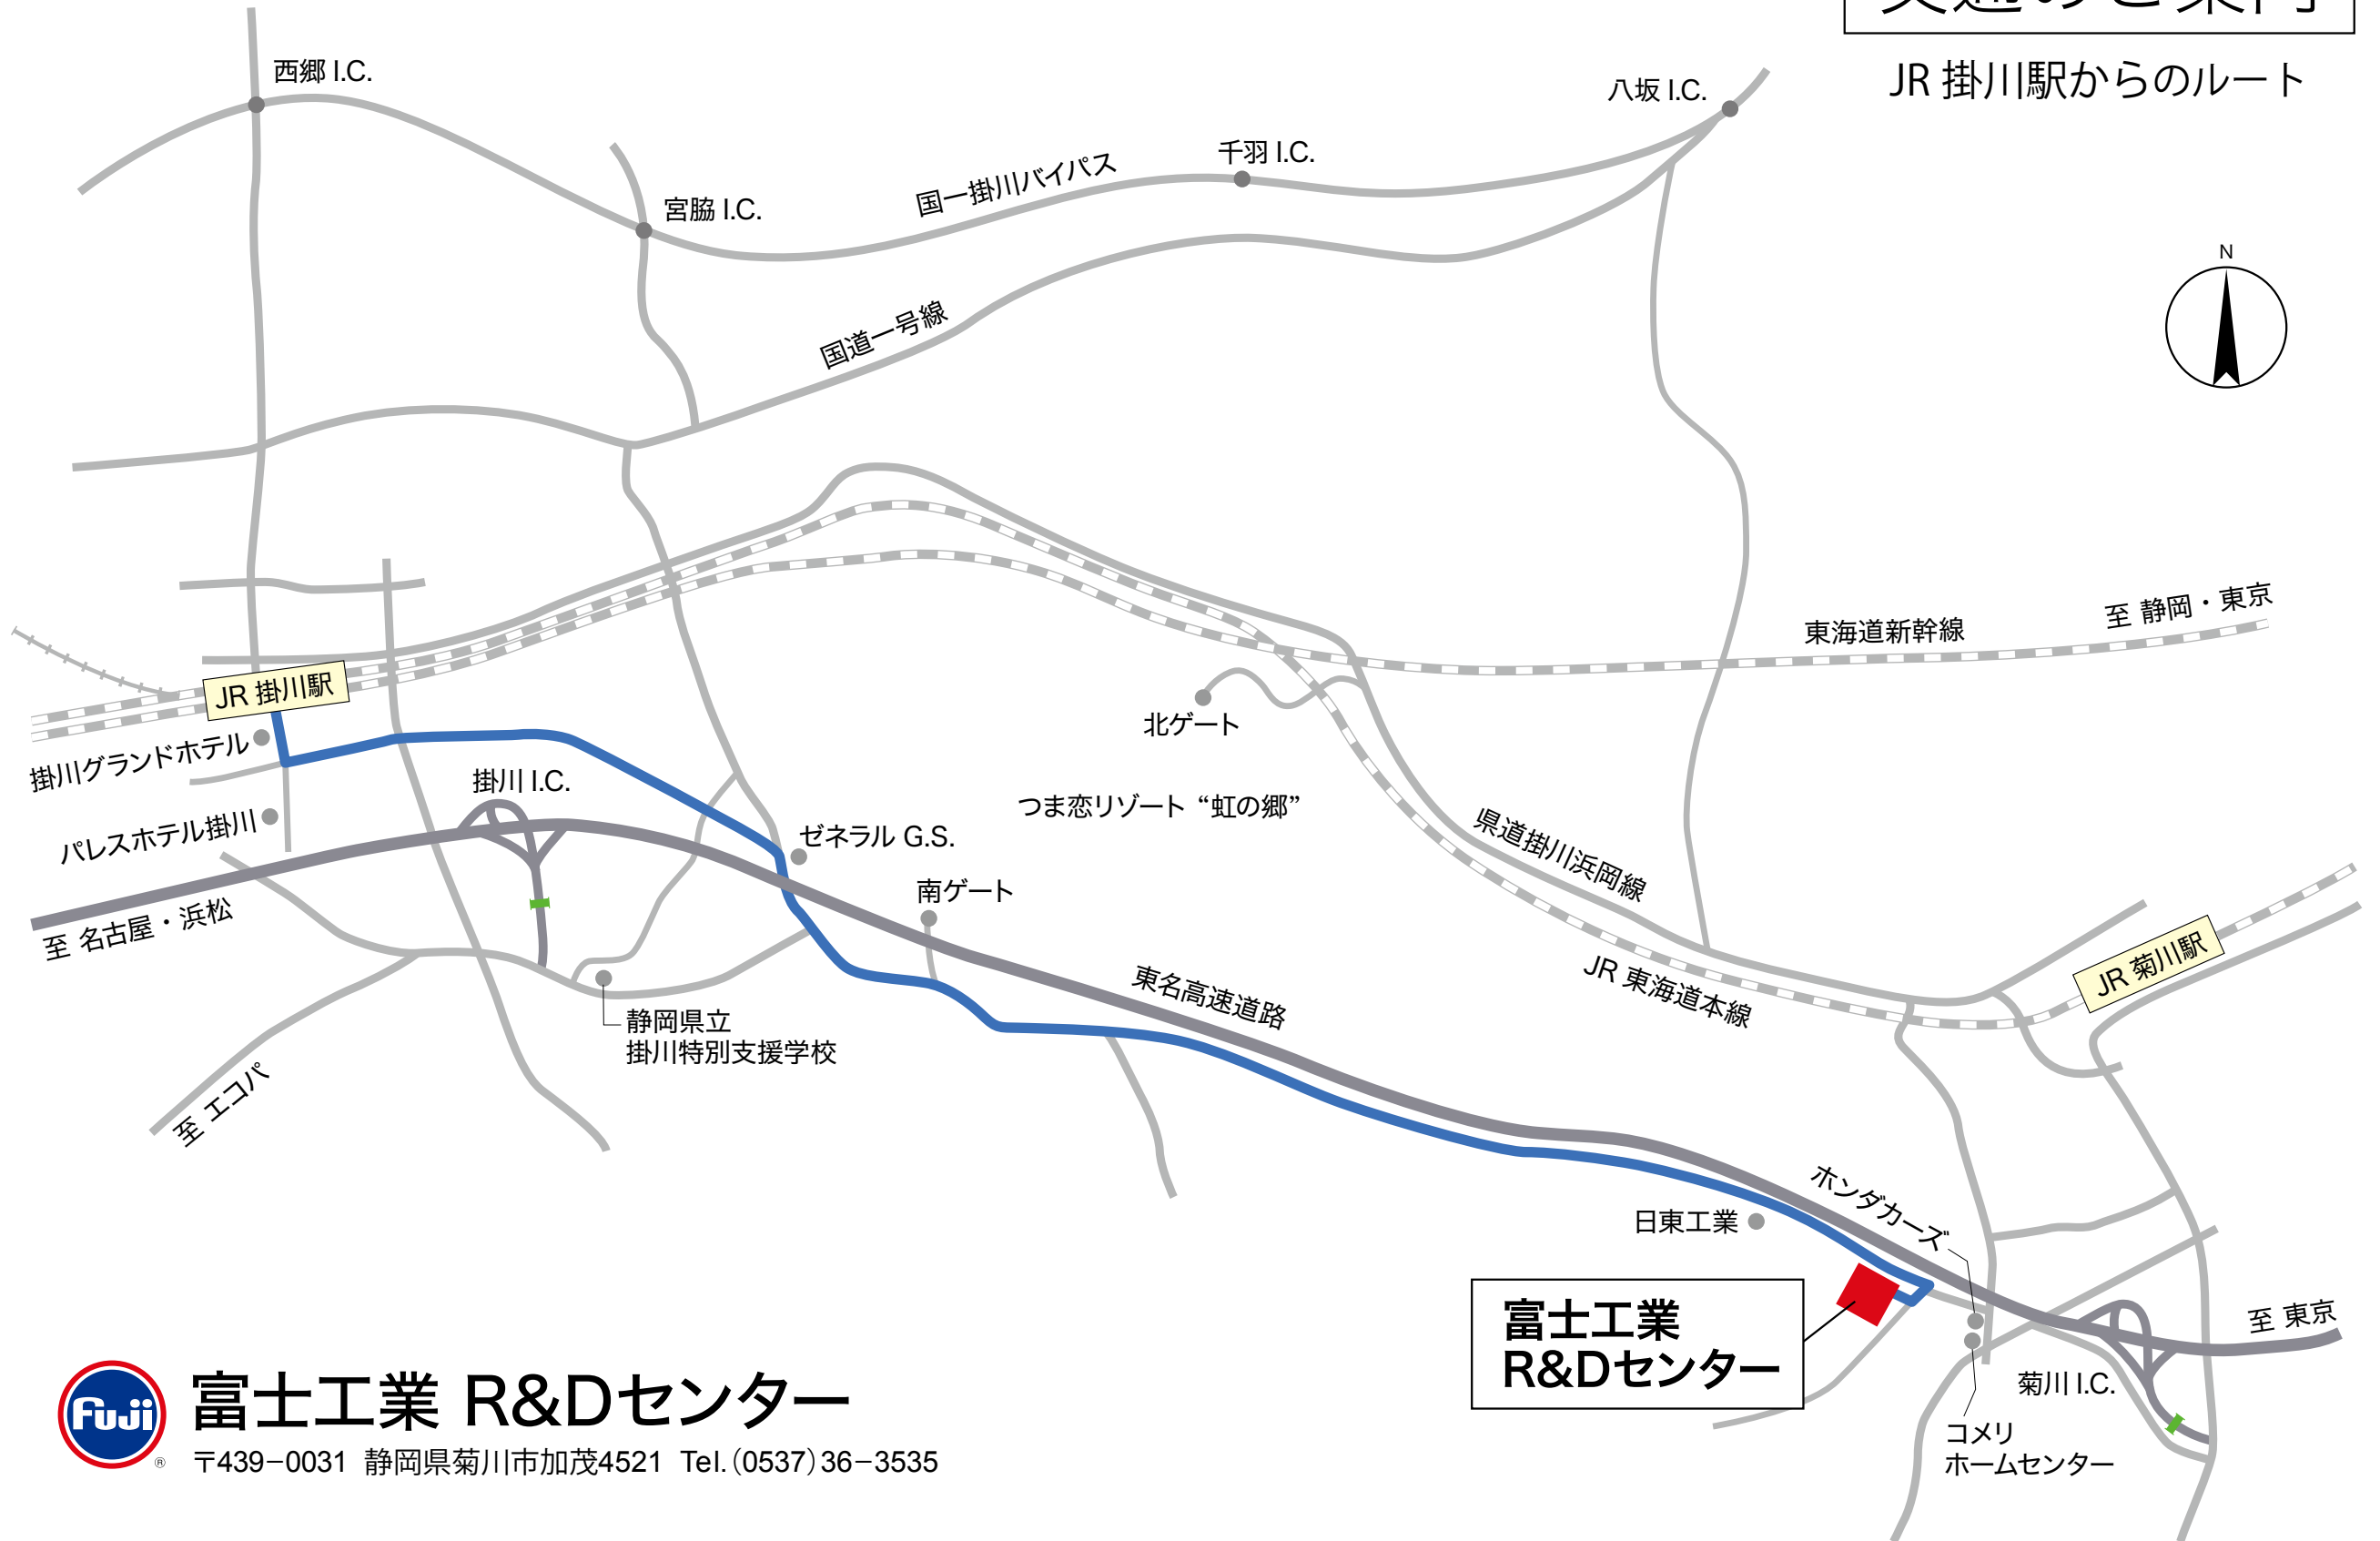 交通のご案内
JR 掛川駅からのルート
西郷 I.C.
八坂 I.C.
千羽 I.C.
国一掛川バイパス
宮脇 I.C.
N
国道一号線
至 静岡・東京
東海道新幹線
JR 掛川駅
北ゲート
掛川グランドホテル
掛川 I.C.
つま恋リゾート “虹の郷”
パレスホテル掛川
ゼネラル G.S.
県道掛川浜岡線
南ゲート
至 名古屋・浜松
JR 菊川駅
東名高速道路
JR 東海道本線
静岡県立
掛川特別支援学校
至 エコパ
ホンダカーズ
日東工業
富士工業
R&Dセンター
至 東京
菊川 I.C.
コメリ
ホームセンター
Fuji
®
富士工業 R&Dセンター
〒439-0031 静岡県菊川市加茂4521 Tel.(0537)36-3535